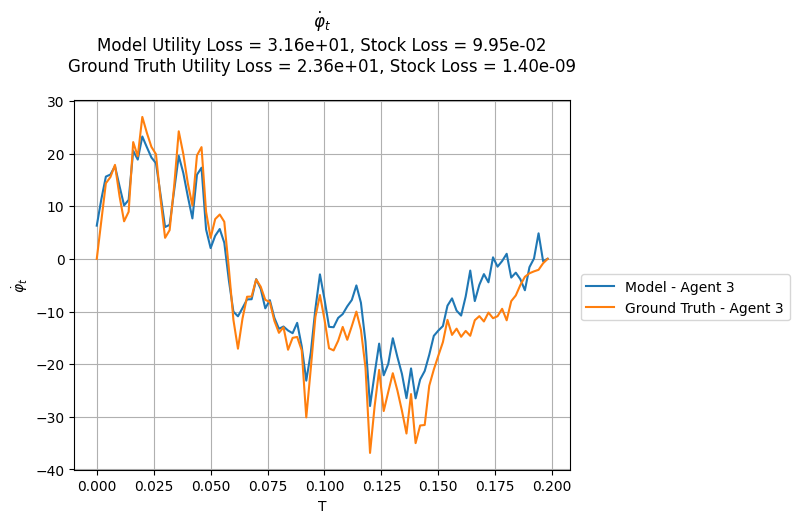 φ̇ₜ
Model Utility Loss = 3.16e+01, Stock Loss = 9.95e-02
Ground Truth Utility Loss = 2.36e+01, Stock Loss = 1.40e-09
30
20
10
0
−10
−20
−30
−40
φ̇ₜ
0.000
0.025
0.050
0.075
0.100
0.125
0.150
0.175
0.200
T
Model - Agent 3
Ground Truth - Agent 3